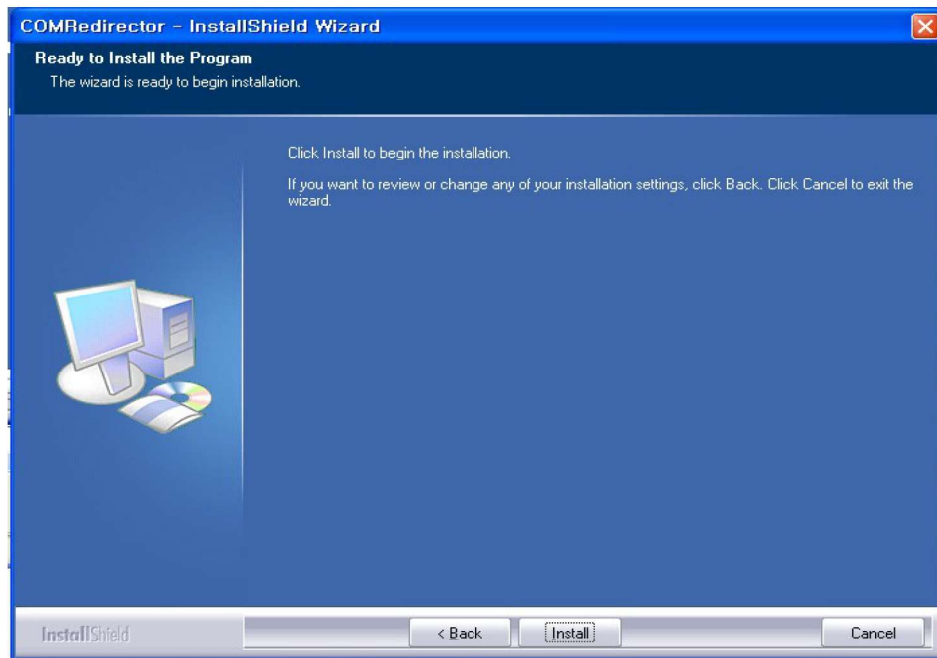 COMRedirector - InstallShield Wizard
Ready to Install the Program
The wizard is ready to begin installation.
Click Install to begin the installation.
If you want to review or change any of your installation settings, click Back. Click Cancel to exit the
wizard.
InstallShield
< Back
Install
Cancel